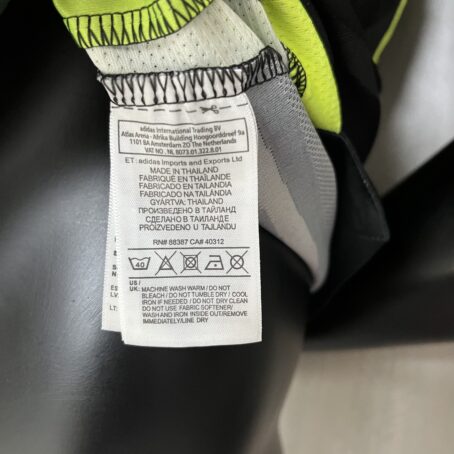 adidas International Trading BV
Atlas Arena - Afrika Building Hoogoorddreef 9a
1101 BA Amsterdam ZO The Netherlands
VAT NO . NL 8073.01.322.B.01
ET: adidas Imports and Exports Ltd
MADE IN THAILAND
FABRIQUÉ EN THAÏLANDE
FABRICADO EN TAILANDIA
FABRICADO NA TAILÂNDIA
GYÁRTVA: THAILAND
ПРОИЗВЕДЕНО В ТАЙЛАНД
СДЕЛАНО В ТАИЛАНДЕ
PROIZVEDENO U TAJLANDU
RN# 88387 CA# 40312
40
US /
UK: MACHINE WASH WARM / DO NOT
BLEACH / DO NOT TUMBLE DRY / COOL
IRON IF NEEDED / DO NOT DRY CLEAN
DO NOT USE FABRIC SOFTENER/
WASH AND IRON INSIDE OUT/REMOVE
IMMEDIATELY/LINE DRY
ES
LV
LT: